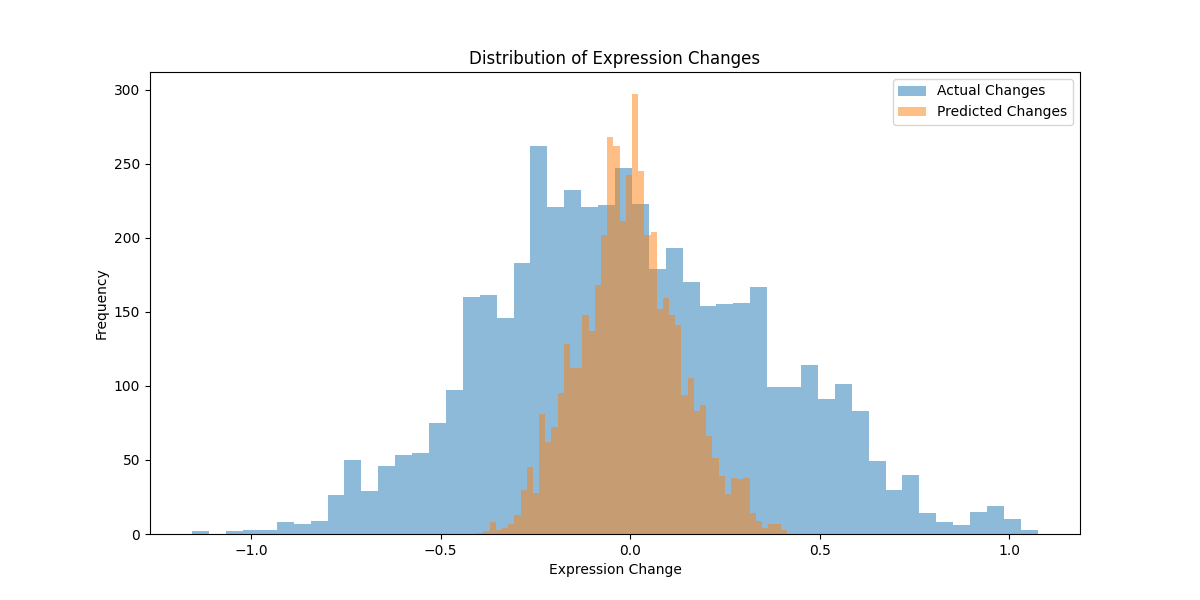 Distribution of Expression Changes
Actual Changes
Predicted Changes
300
250
200
150
100
50
0
Frequency
−1.0
−0.5
0.0
0.5
1.0
Expression Change